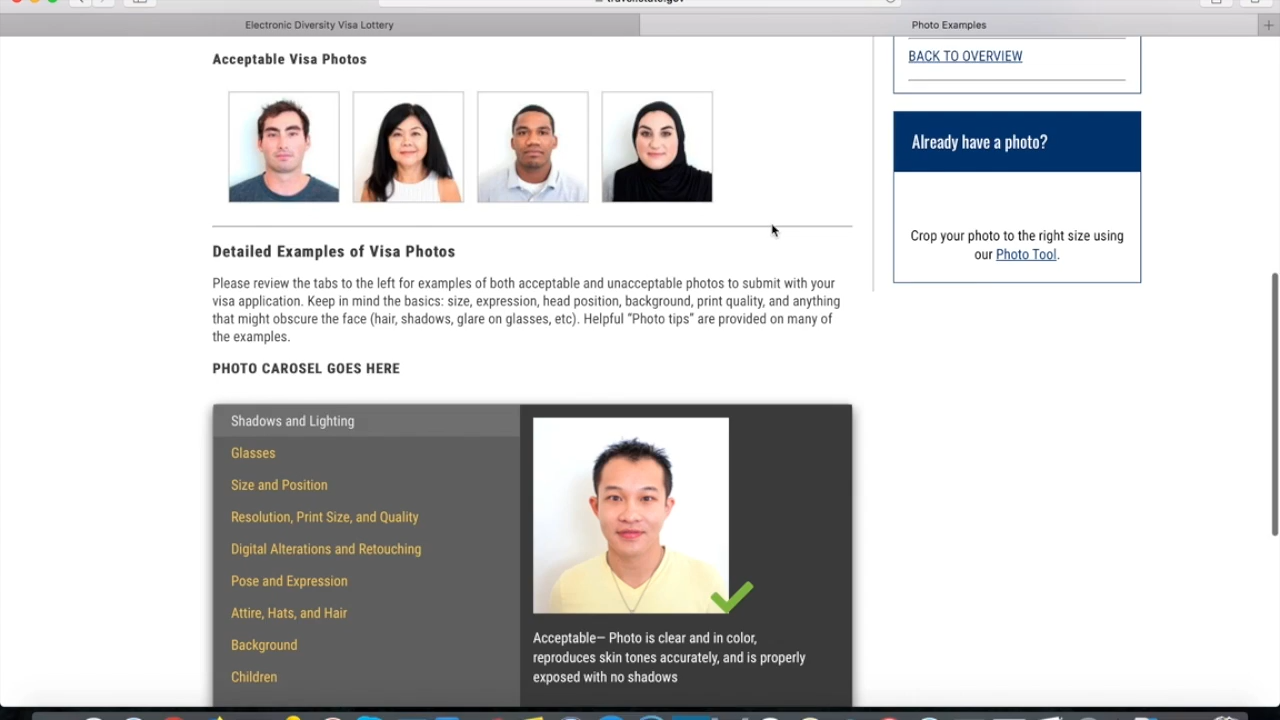 Electronic Diversity Visa Lottery
Photo Examples
Acceptable Visa Photos
BACK TO OVERVIEW
Already have a photo?
Crop your photo to the right size using
our Photo Tool.
Detailed Examples of Visa Photos
Please review the tabs to the left for examples of both acceptable and unacceptable photos to submit with your
visa application. Keep in mind the basics: size, expression, head position, background, print quality, and anything
that might obscure the face (hair, shadows, glare on glasses, etc). Helpful “Photo tips” are provided on many of
the examples.
PHOTO CAROSEL GOES HERE
Shadows and Lighting
Glasses
Size and Position
Resolution, Print Size, and Quality
Digital Alterations and Retouching
Pose and Expression
Attire, Hats, and Hair
Background
Children
Acceptable— Photo is clear and in color,
reproduces skin tones accurately, and is properly
exposed with no shadows